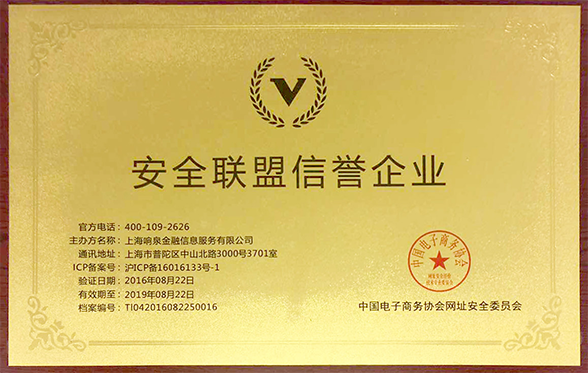 V
安全联盟信誉企业
官方电话：400-109-2626
主办方名称：上海响泉金融信息服务有限公司
通讯地址：上海市普陀区中山北路3000号3701室
ICP备案号：沪ICP备16016133号-1
验证日期：2016年08月22日
有效期至：2019年08月22日
档案编号：TI042016082250016
中国电子商务协会
中国电子商务协会网址安全委员会